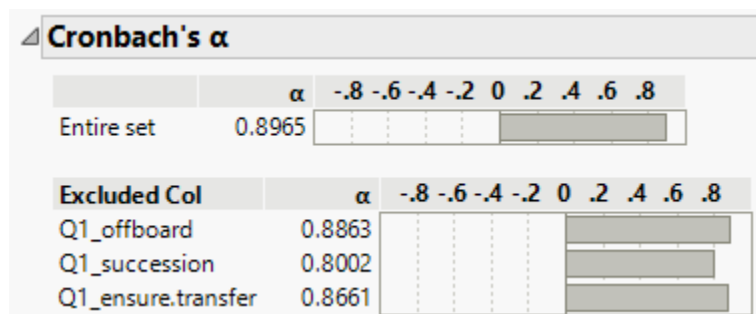 Cronbach's α
α -.8 -.6 -.4 -.2 0 .2 .4 .6 .8
Entire set 0.8965
Excluded Col α -.8 -.6 -.4 -.2 0 .2 .4 .6 .8
Q1_offboard 0.8863
Q1_succession 0.8002
Q1_ensure.transfer 0.8661